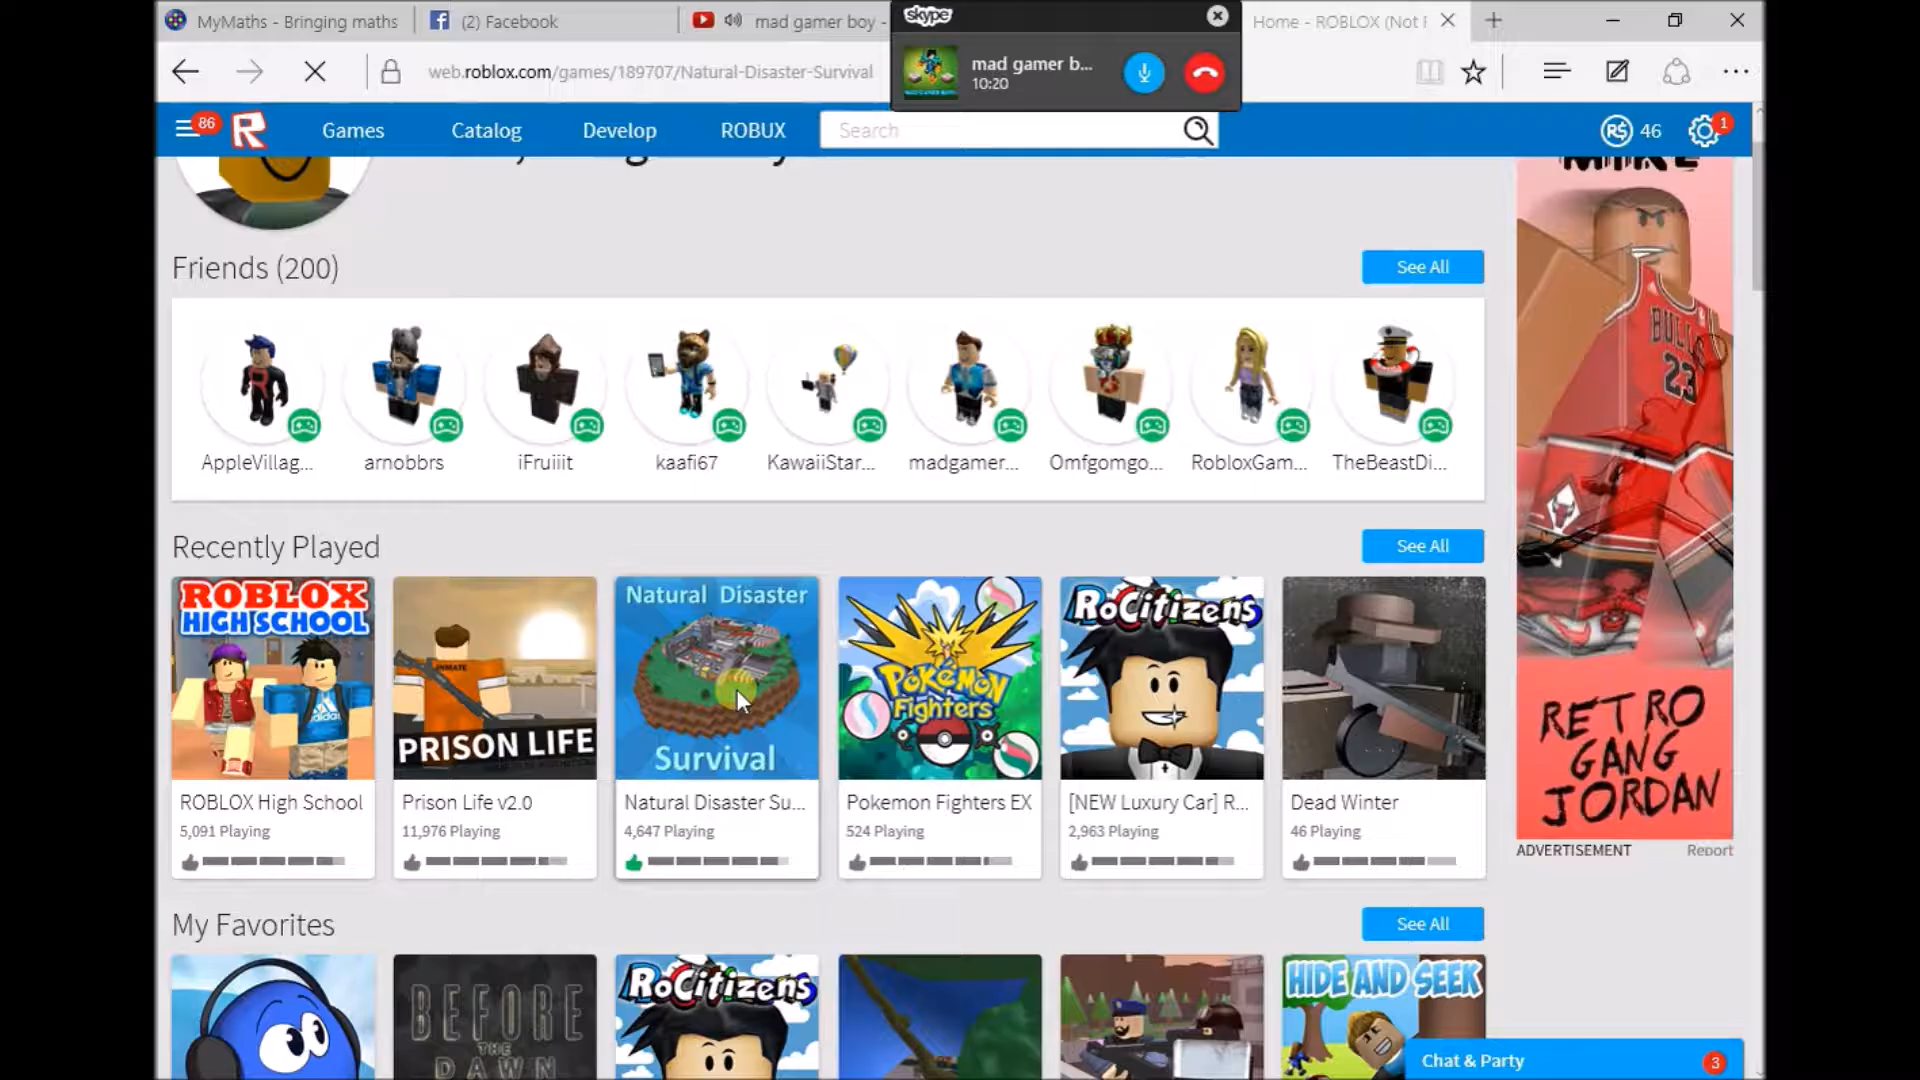 MyMaths - Bringing maths
(2) Facebook
mad gamer boy -
skype
Home - ROBLOX (Not
web.roblox.com/games/189707/Natural-Disaster-Survival
mad gamer b...
10:20
86
Games
Catalog
Develop
ROBUX
Search
R$ 46
1
Friends (200)
See All
AppleVillag...
arnobbrs
iFruiiit
kaafi67
KawaiiStar...
madgamer...
Omfgomgo...
RobloxGam...
TheBeastDi...
BULLS
23
Recently Played
See All
ROBLOX
HIGH SCHOOL
INMATE
PRISON LIFE
Natural Disaster
Survival
POKéMON
Fighters
RoCitizens
RETRO
GANG
JORDAN
ROBLOX High School
5,091 Playing
Prison Life v2.0
11,976 Playing
Natural Disaster Su...
4,647 Playing
Pokemon Fighters EX
524 Playing
[NEW Luxury Car] R...
2,963 Playing
Dead Winter
46 Playing
ADVERTISEMENT
Report
My Favorites
See All
BEFORE
THE
DAWN
RoCitizens
HIDE AND SEEK
Chat & Party
3